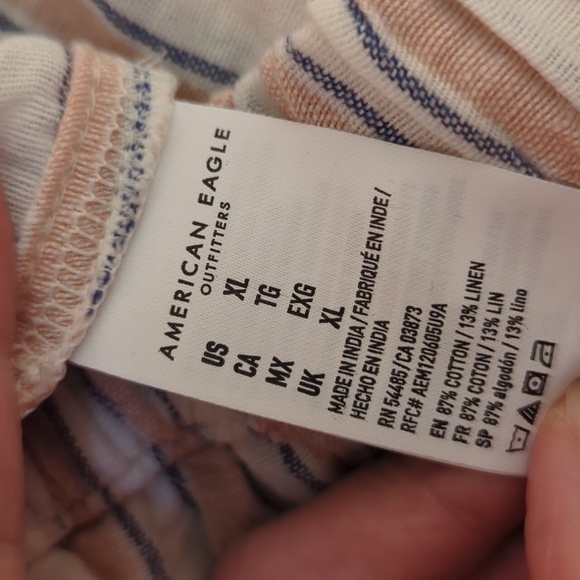 AMERICAN EAGLE
OUTFITTERS
US XL
CA TG
MX EXG
UK XL
MADE IN INDIA / FABRIQUÉ EN INDE /
HECHO EN INDIA
RN 54485 / CA 03873
RFC# AEM120605U9A
EN 87% COTTON / 13% LINEN
FR 87% COTON / 13% LIN
SP 87% algodón / 13% lino